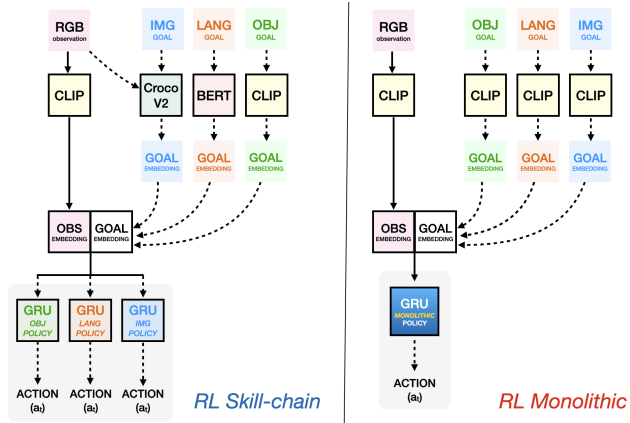 RGB
observation
IMG
GOAL
LANG
GOAL
OBJ
GOAL
CLIP
Croco
V2
BERT
CLIP
GOAL
EMBEDDING
GOAL
EMBEDDING
GOAL
EMBEDDING
OBS
EMBEDDING
GOAL
EMBEDDING
GRU
OBJ
POLICY
GRU
LANG
POLICY
GRU
IMG
POLICY
ACTION
(at)
ACTION
(at)
ACTION
(at)
RL Skill-chain
RGB
observation
OBJ
GOAL
LANG
GOAL
IMG
GOAL
CLIP
CLIP
CLIP
CLIP
GOAL
EMBEDDING
GOAL
EMBEDDING
GOAL
EMBEDDING
OBS
EMBEDDING
GOAL
EMBEDDING
GRU
MONOLITHIC
POLICY
ACTION
(at)
RL Monolithic